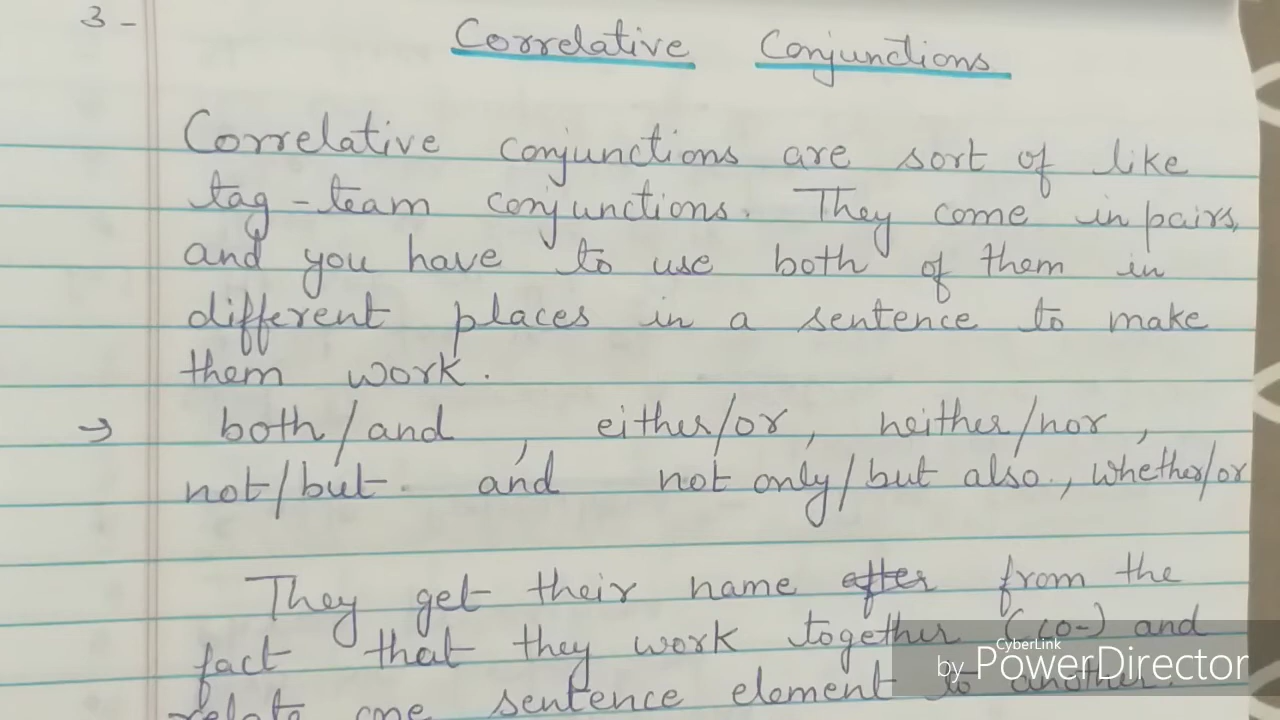 3 -
Correlative Conjunctions
Correlative conjunctions are sort of like
tag-team conjunctions. They come in pairs,
and you have to use both of them in
different places in a sentence to make
them work.
→ both/and, either/or, neither/nor,
not/but. and not only/but also., whether/or
They get their name after from the
fact that they work together (co-) and
relate one sentence element to another.
CyberLink
by PowerDirector